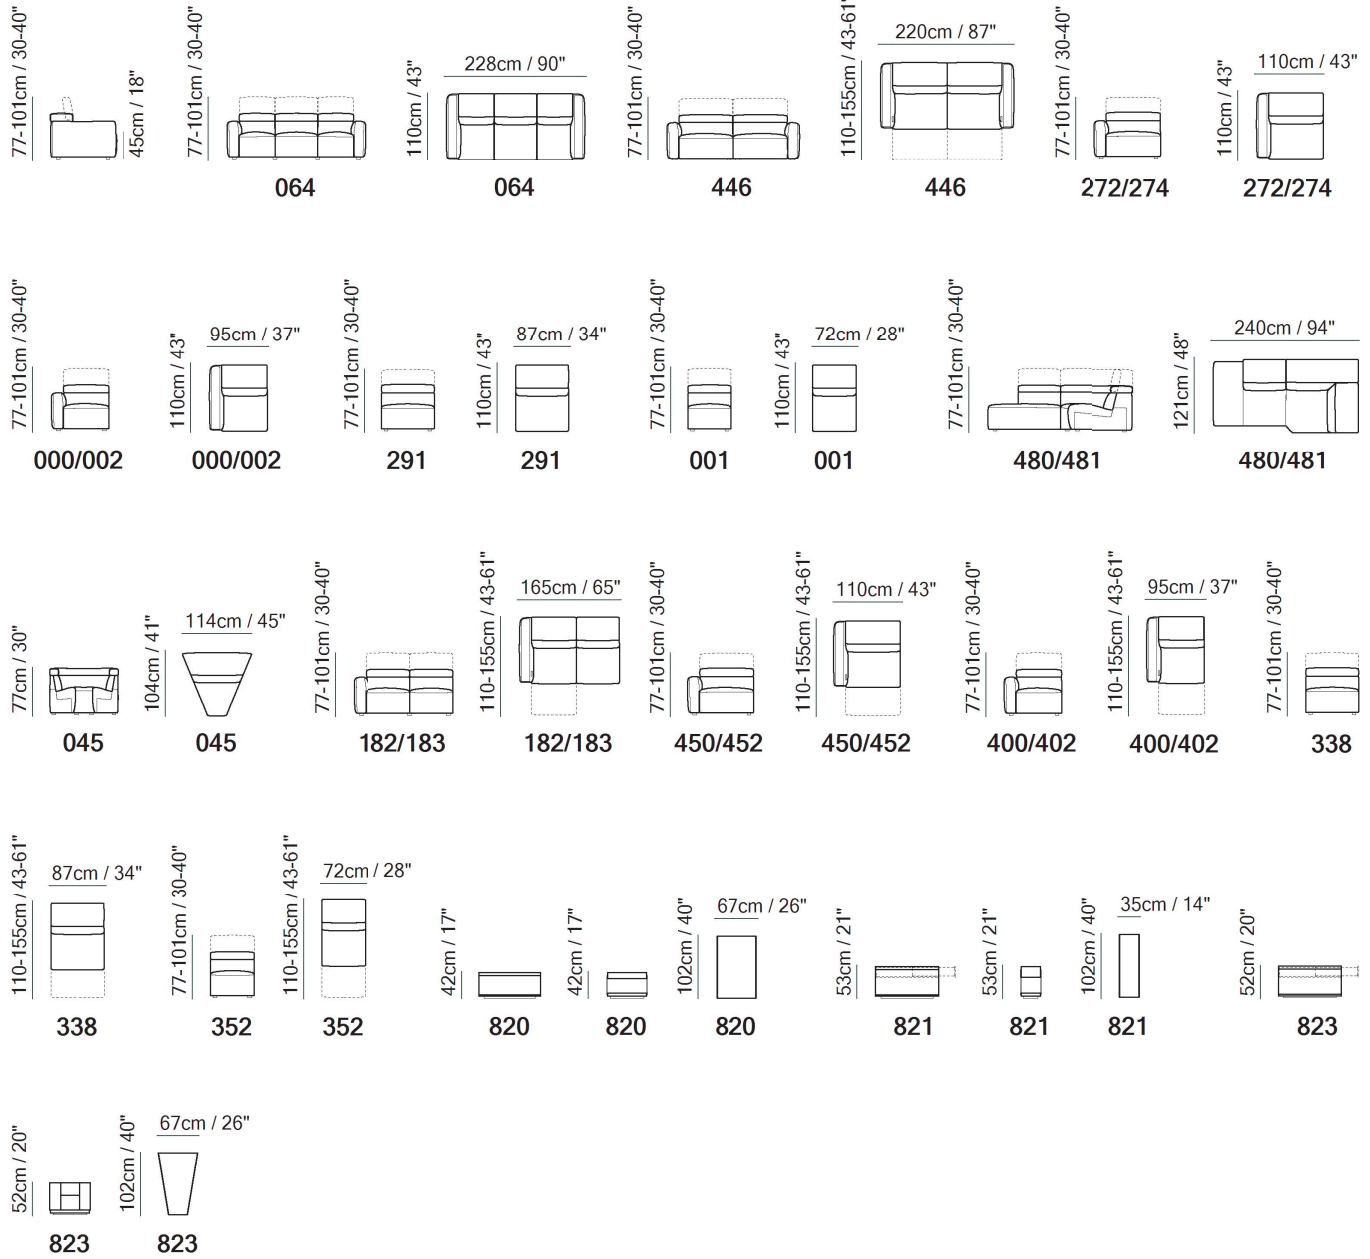 77-101cm / 30-40"
45cm / 18"
77-101cm / 30-40"
064
110cm / 43"
228cm / 90"
064
77-101cm / 30-40"
446
110-155cm / 43-61"
220cm / 87"
446
77-101cm / 30-40"
272/274
110cm / 43"
110cm / 43"
272/274
77-101cm / 30-40"
000/002
110cm / 43"
95cm / 37"
000/002
77-101cm / 30-40"
291
110cm / 43"
87cm / 34"
291
77-101cm / 30-40"
001
110cm / 43"
72cm / 28"
001
77-101cm / 30-40"
480/481
121cm / 48"
240cm / 94"
480/481
77cm / 30"
045
104cm / 41"
114cm / 45"
045
77-101cm / 30-40"
182/183
110-155cm / 43-61"
165cm / 65"
182/183
77-101cm / 30-40"
450/452
110-155cm / 43-61"
110cm / 43"
450/452
77-101cm / 30-40"
400/402
110-155cm / 43-61"
95cm / 37"
400/402
77-101cm / 30-40"
338
110-155cm / 43-61"
87cm / 34"
338
77-101cm / 30-40"
352
110-155cm / 43-61"
72cm / 28"
352
42cm / 17"
820
42cm / 17"
820
102cm / 40"
67cm / 26"
820
53cm / 21"
821
53cm / 21"
821
102cm / 40"
35cm / 14"
821
52cm / 20"
823
52cm / 20"
823
102cm / 40"
67cm / 26"
823